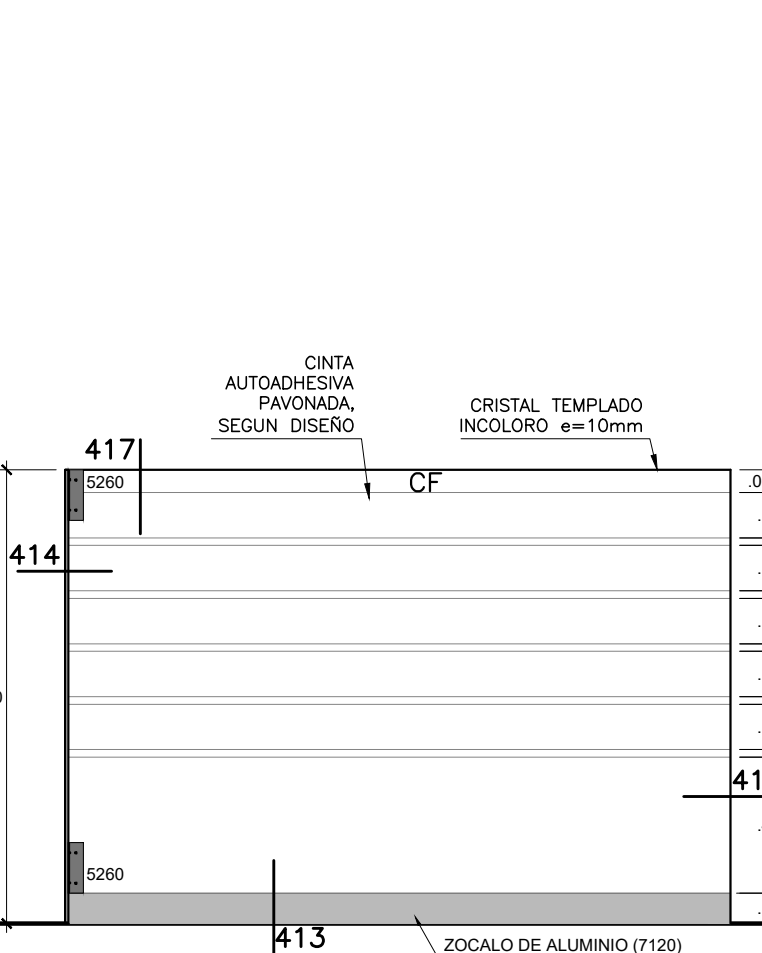 CINTA
AUTOADHESIVA
PAVONADA,
SEGUN DISEÑO
CRISTAL TEMPLADO
INCOLORO e=10mm
417
5260
CF
414
5260
413
ZOCALO DE ALUMINIO (7120)